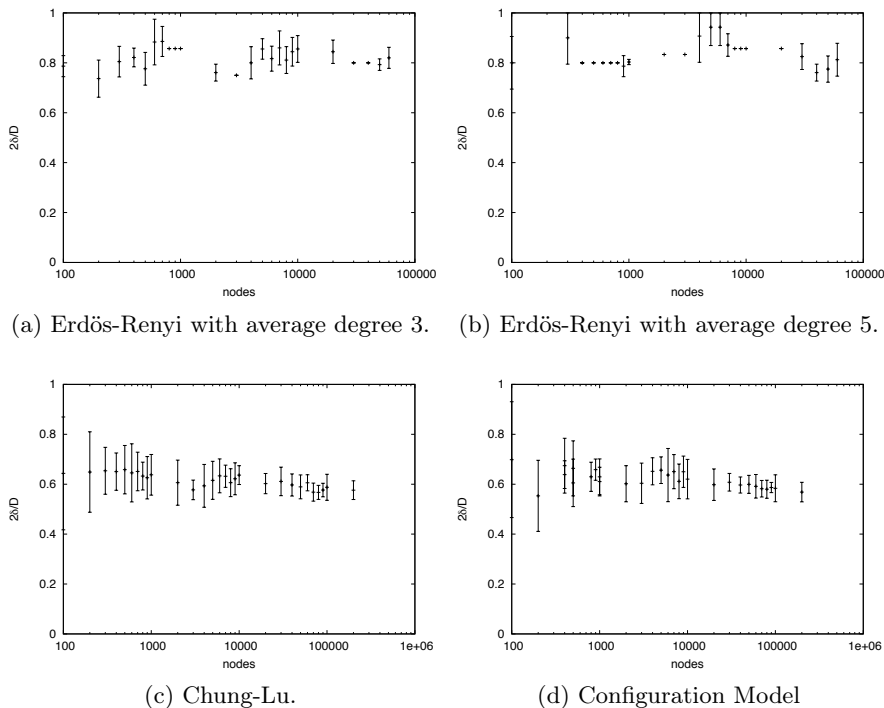 1
0.8
0.6
0.4
0.2
0
2δ/D
100
1000
10000
100000
nodes
(a) Erdös-Renyi with average degree 3.
1
0.8
0.6
0.4
0.2
0
2δ/D
100
1000
10000
100000
nodes
(b) Erdös-Renyi with average degree 5.
1
0.8
0.6
0.4
0.2
0
2δ/D
100
1000
10000
100000
1e+06
nodes
(c) Chung-Lu.
1
0.8
0.6
0.4
0.2
0
2δ/D
100
1000
10000
100000
1e+06
nodes
(d) Configuration Model